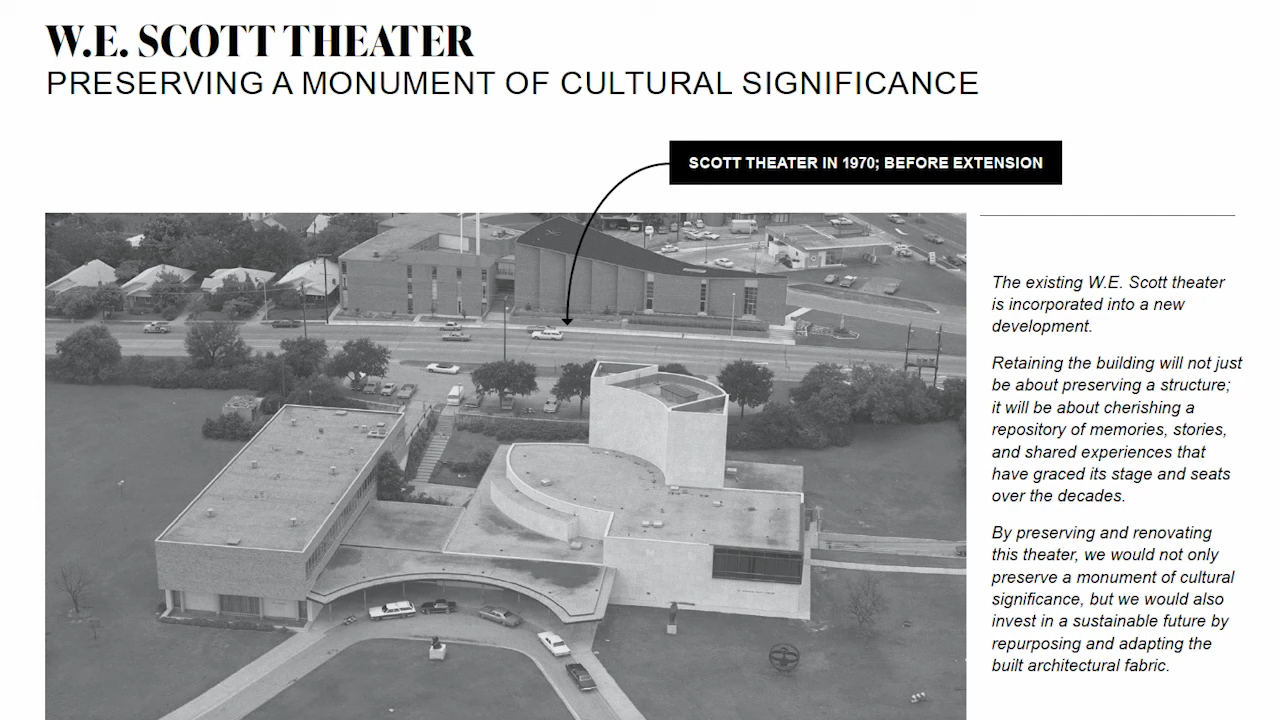 W.E. SCOTT THEATER
PRESERVING A MONUMENT OF CULTURAL SIGNIFICANCE
SCOTT THEATER IN 1970; BEFORE EXTENSION
The existing W.E. Scott theater
is incorporated into a new
development.
Retaining the building will not just
be about preserving a structure;
it will be about cherishing a
repository of memories, stories,
and shared experiences that
have graced its stage and seats
over the decades.
By preserving and renovating
this theater, we would not only
preserve a monument of cultural
significance, but we would also
invest in a sustainable future by
repurposing and adapting the
built architectural fabric.